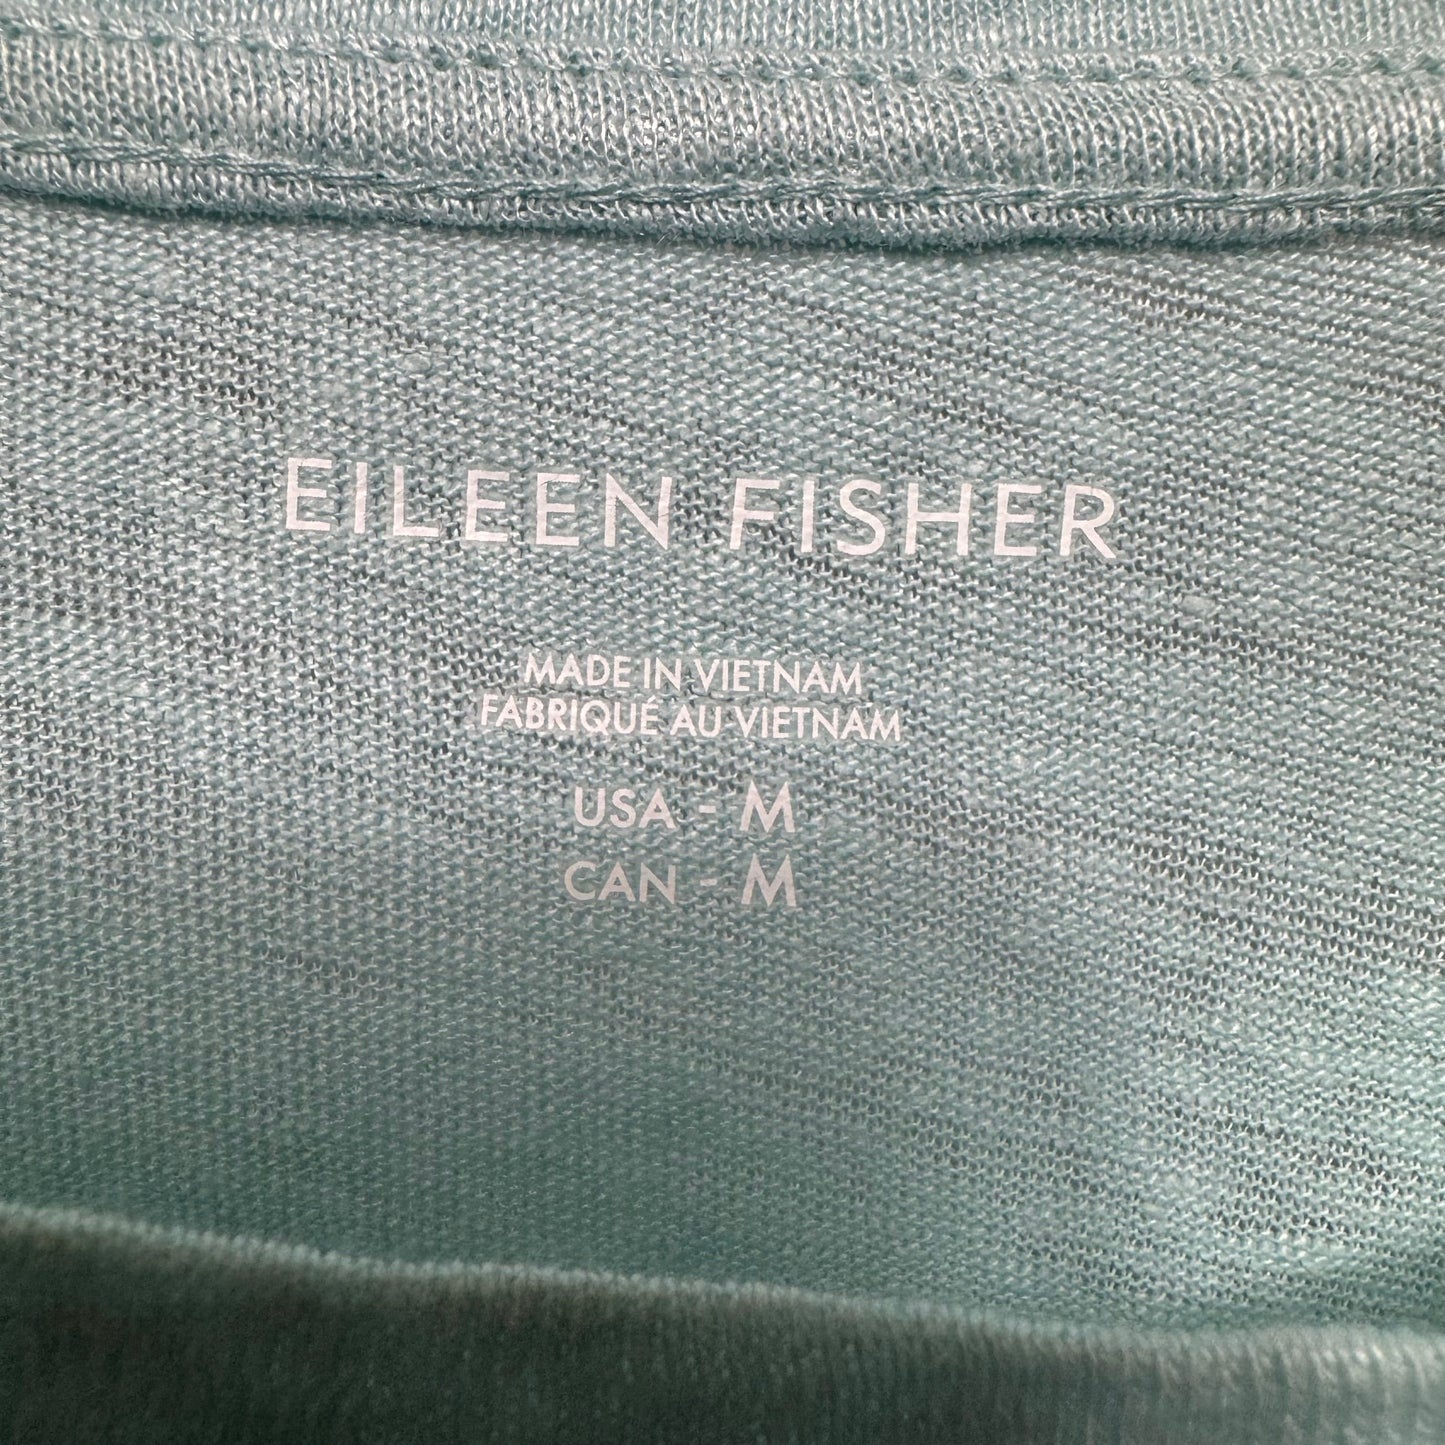 EILEEN FISHER
MADE IN VIETNAM
FABRIQUÉ AU VIETNAM
USA - M
CAN - M